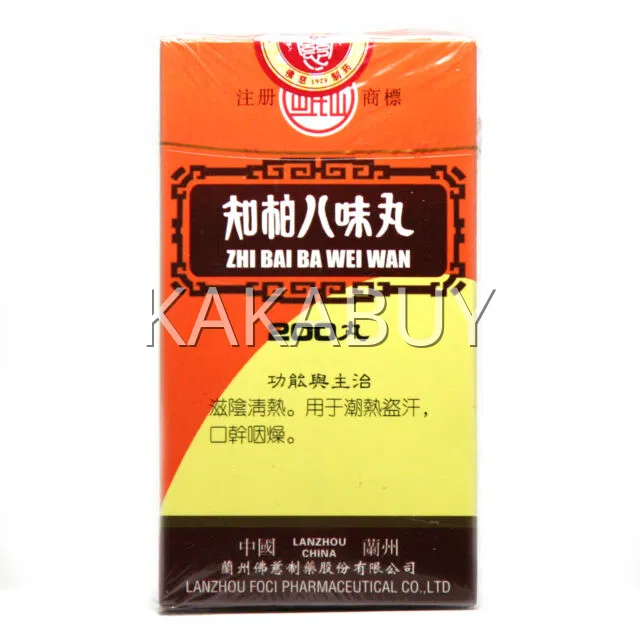 佛慈 1929 制药
注册 商標
知柏八味丸
ZHI BAI BA WEI WAN
KAKABUY
200丸
功能與主治
滋陰清熱。用于潮熱盗汗，
口幹咽燥。
中國 LANZHOU CHINA 蘭州
蘭州佛慈制藥股份有限公司
LANZHOU FOCI PHARMACEUTICAL CO.,LTD